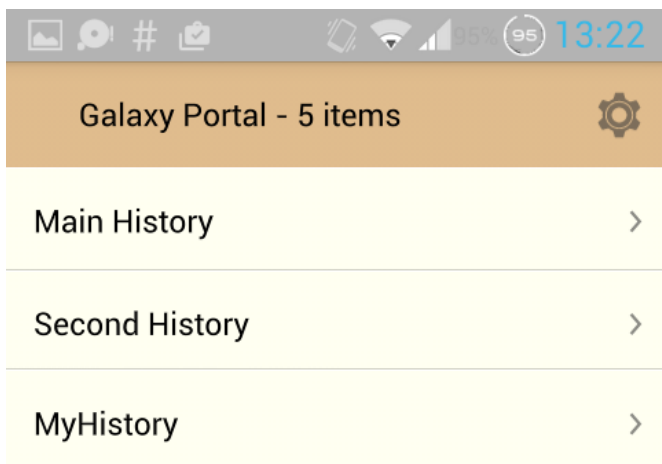 # 95% 95 13:22
Galaxy Portal - 5 items
Main History
Second History
MyHistory